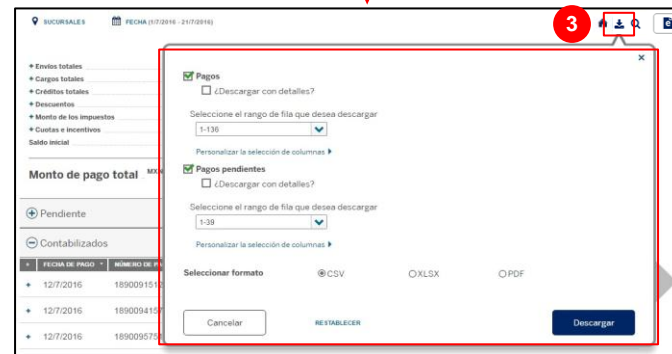 SUCURSALES FECHA (1/7/2016 - 21/7/2016)
3
Envíos totales
Cargos totales
Créditos totales
Descuentos
Monto de los impuestos
Cuotas e incentivos
Saldo inicial
Monto de pago total
Pendiente
Contabilizados
FECHA DE PAGO NÚMERO DE
12/7/2016
12/7/2016
12/7/2016
Pagos
¿Descargar con detalles?
Seleccione el rango de fila que desea descargar
1-136
Personalizar la selección de columnas
Pagos pendientes
¿Descargar con detalles?
Seleccione el rango de fila que desea descargar
1-39
Personalizar la selección de columnas
Seleccionar formato CSV XLSX PDF
Cancelar RESTABLECER Descargar